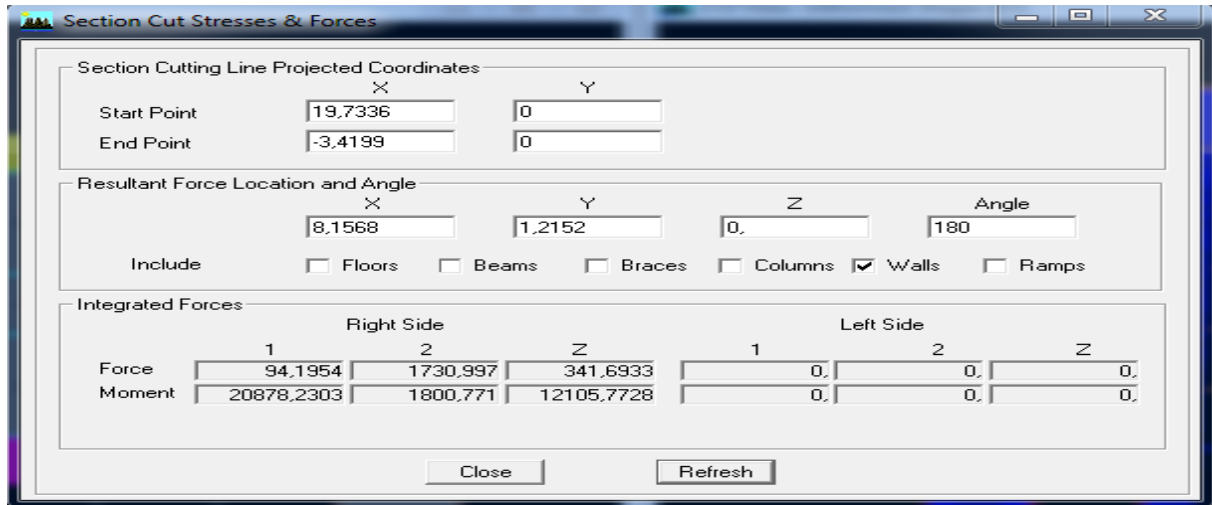 Section Cut Stresses & Forces
Section Cutting Line Projected Coordinates
X Y
Start Point 19,7336 0
End Point -3,4199 0
Resultant Force Location and Angle
X Y Z Angle
8,1568 1,2152 0, 180
Include Floors Beams Braces Columns Walls Ramps
Integrated Forces
Right Side Left Side
1 2 Z 1 2 Z
Force 94,1954 1730,997 341,6933 0, 0, 0,
Moment 20878,2303 1800,771 12105,7728 0, 0, 0,
Close Refresh